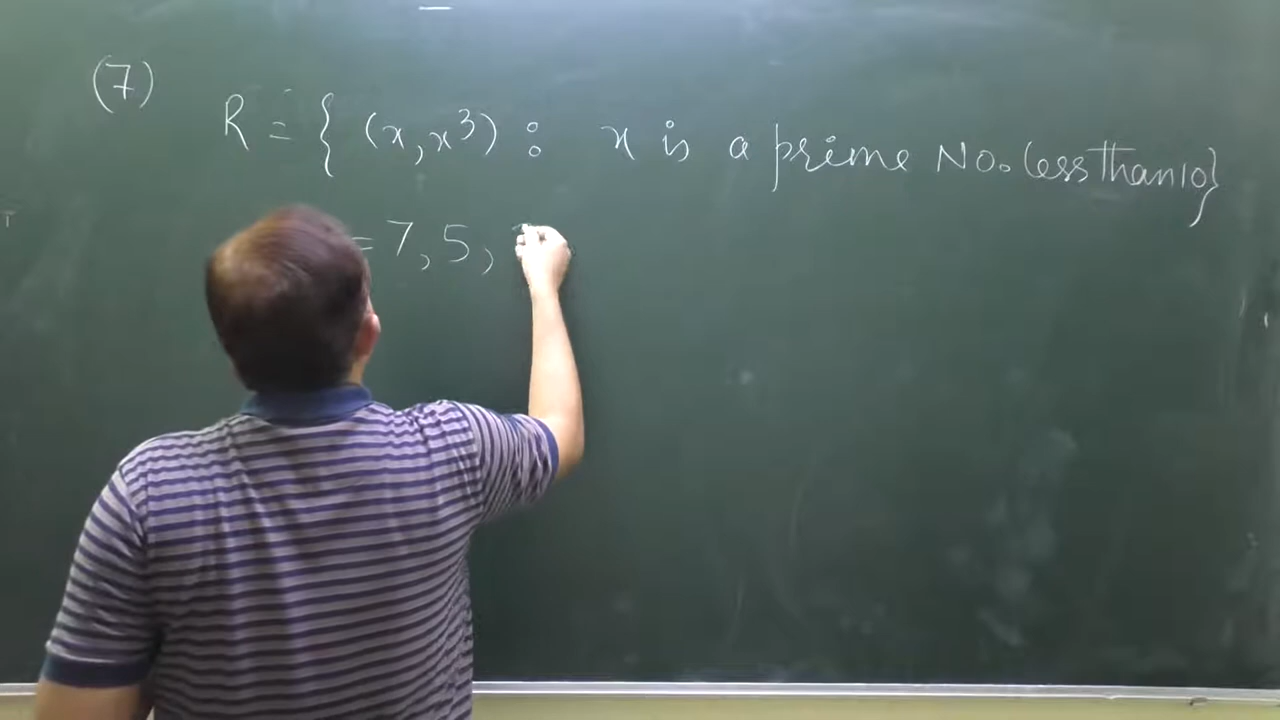 (7) R = { (x, x³) : x is a prime No. less than 10}
= 7, 5,